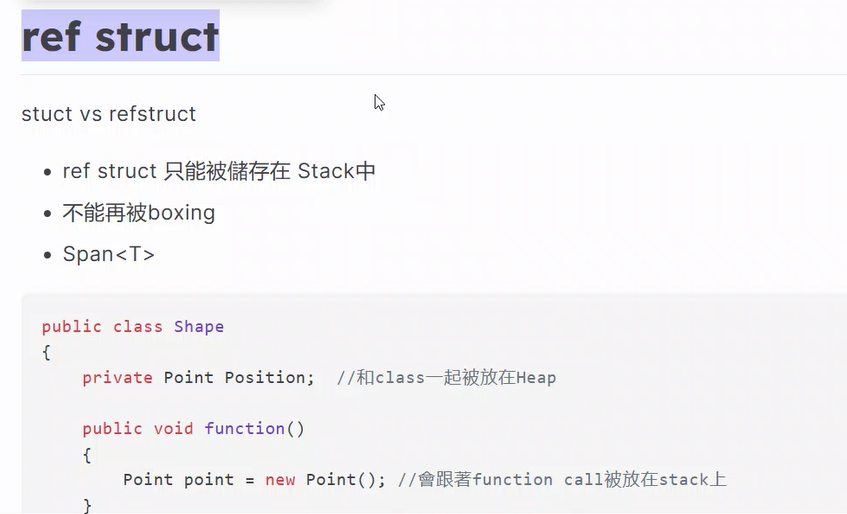 ref struct
stuct vs refstruct
ref struct 只能被儲存在 Stack中
不能再被boxing
Span<T>
public class Shape
{
private Point Position;  //和class一起被放在Heap
public void function()
{
Point point = new Point(); //會跟著function call被放在stack上
}